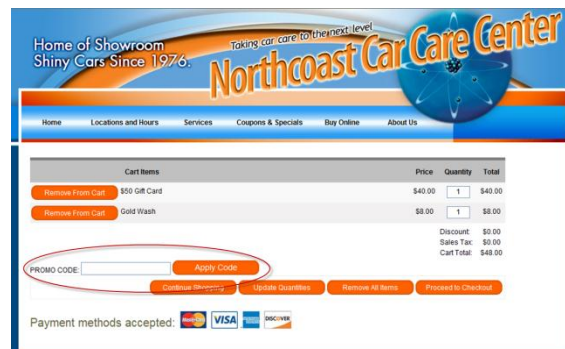 Home of Showroom
Shiny Cars Since 1976.
Taking car care to the next level
Northcoast Car Care Center
Home Locations and Hours Services Coupons & Specials Buy Online About Us
Cart Items Price Quantity Total
Remove From Cart $50 Gift Card $40.00 1 $40.00
Remove From Cart Gold Wash $8.00 1 $8.00
Discount: $0.00
Sales Tax: $0.00
Cart Total: $48.00
PROMO CODE: Apply Code
Continue Shopping Update Quantities Remove All Items Proceed to Checkout
Payment methods accepted: MasterCard VISA DISCOVER